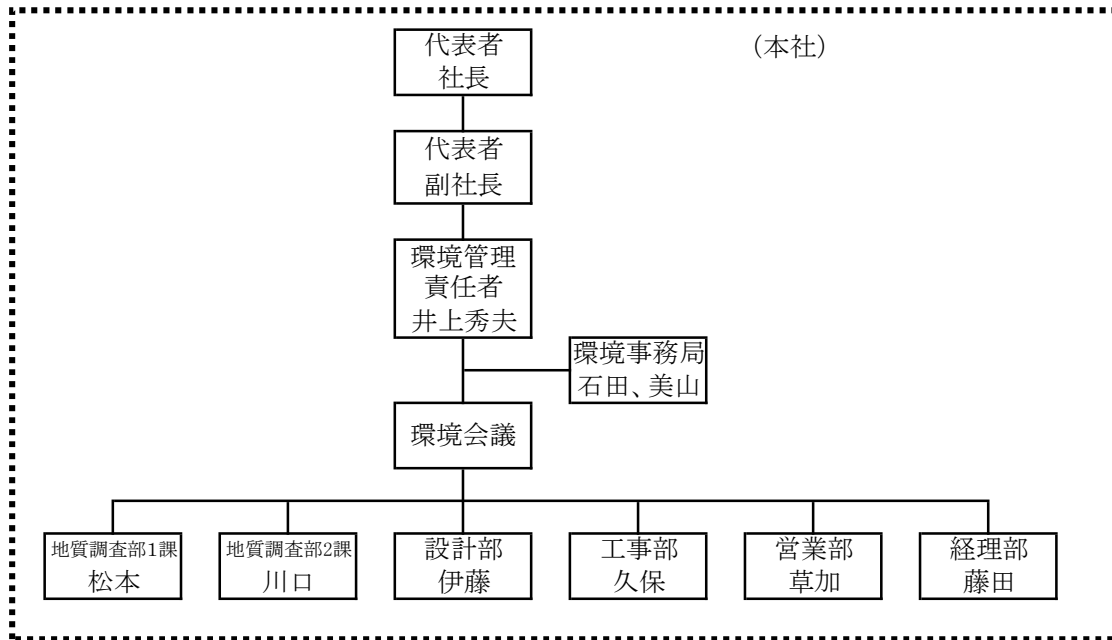 代表者
社長
（本社）
代表者
副社長
環境管理
責任者
井上秀夫
環境事務局
石田、美山
環境会議
地質調査部1課
松本
地質調査部2課
川口
設計部
伊藤
工事部
久保
営業部
草加
経理部
藤田